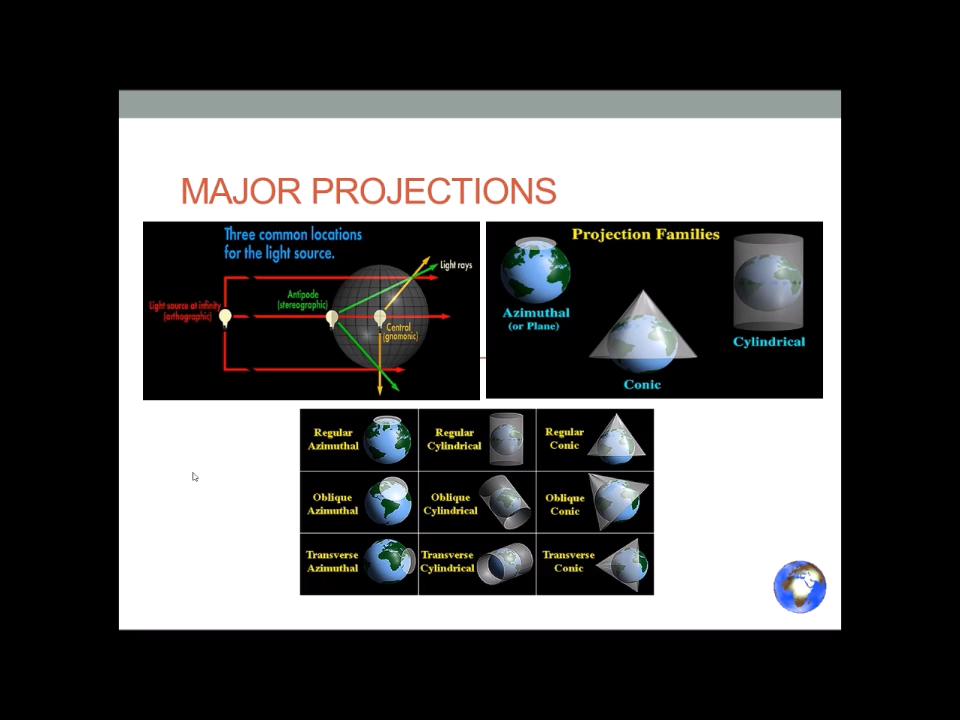 MAJOR PROJECTIONS
Three common locations
for the light source.
Light rays
Light source at infinity
(orthographic)
Antipode
(stereographic)
Central
(gnomonic)
Projection Families
Azimuthal
(or Plane)
Conic
Cylindrical
Regular
Azimuthal
Regular
Cylindrical
Regular
Conic
Oblique
Azimuthal
Oblique
Cylindrical
Oblique
Conic
Transverse
Azimuthal
Transverse
Cylindrical
Transverse
Conic